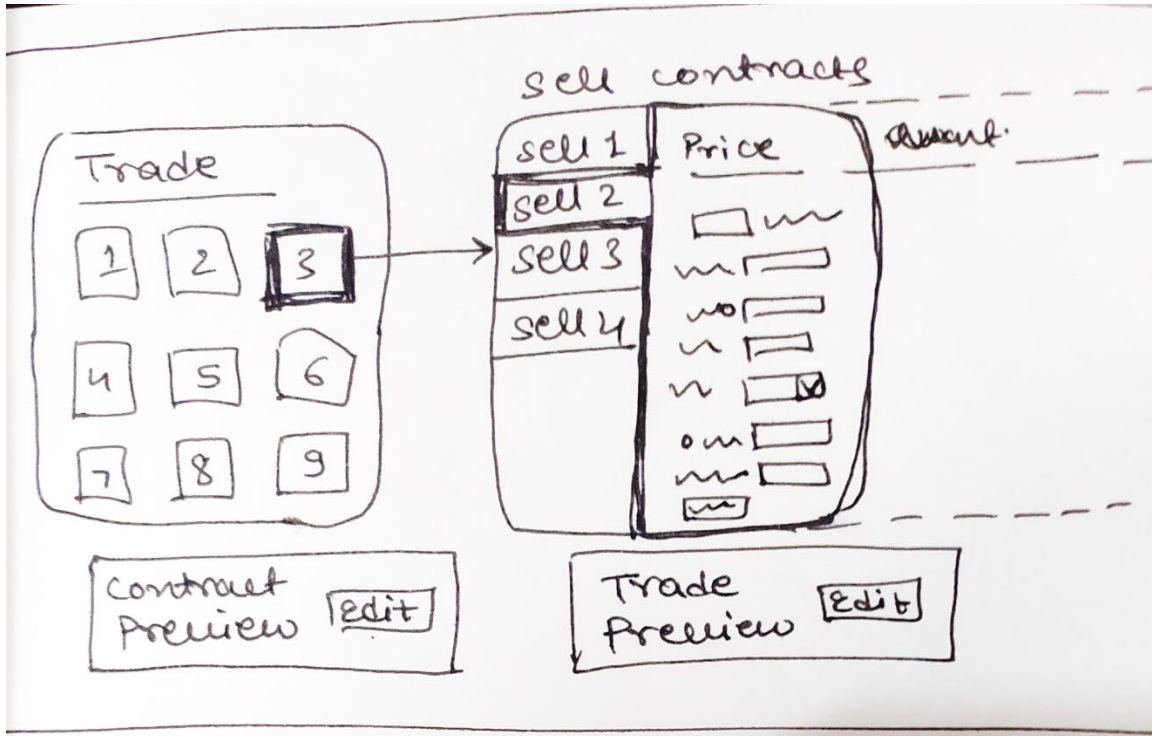 sell contracts
Trade
1 2 3
4 5 6
7 8 9
sell 1
sell 2
sell 3
sell 4
Price
Contract
Preview
Edit
Trade
Preview
Edit